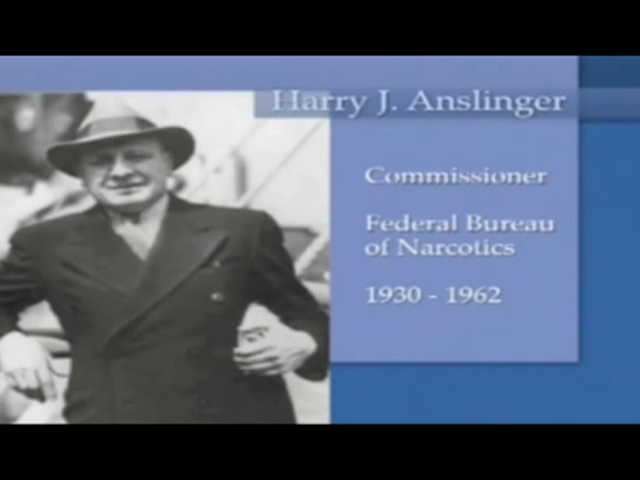 Harry J. Anslinger
Commissioner
Federal Bureau
of Narcotics
1930 - 1962